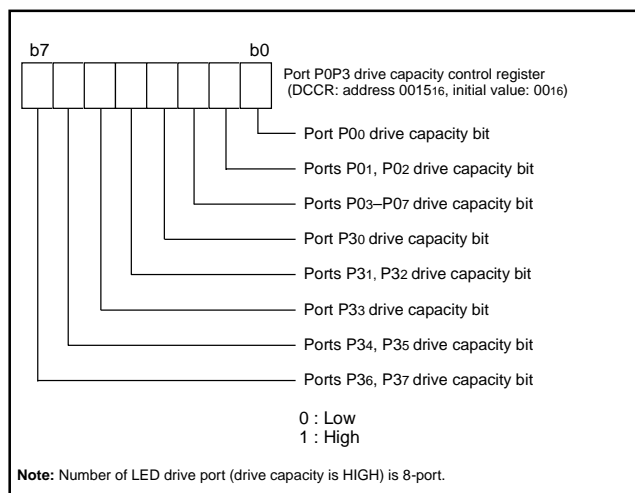 b7 b0
Port P0P3 drive capacity control register
(DCCR: address 001516, initial value: 0016)
Port P00 drive capacity bit
Ports P01, P02 drive capacity bit
Ports P03–P07 drive capacity bit
Port P30 drive capacity bit
Ports P31, P32 drive capacity bit
Port P33 drive capacity bit
Ports P34, P35 drive capacity bit
Ports P36, P37 drive capacity bit
0 : Low
1 : High
Note: Number of LED drive port (drive capacity is HIGH) is 8-port.